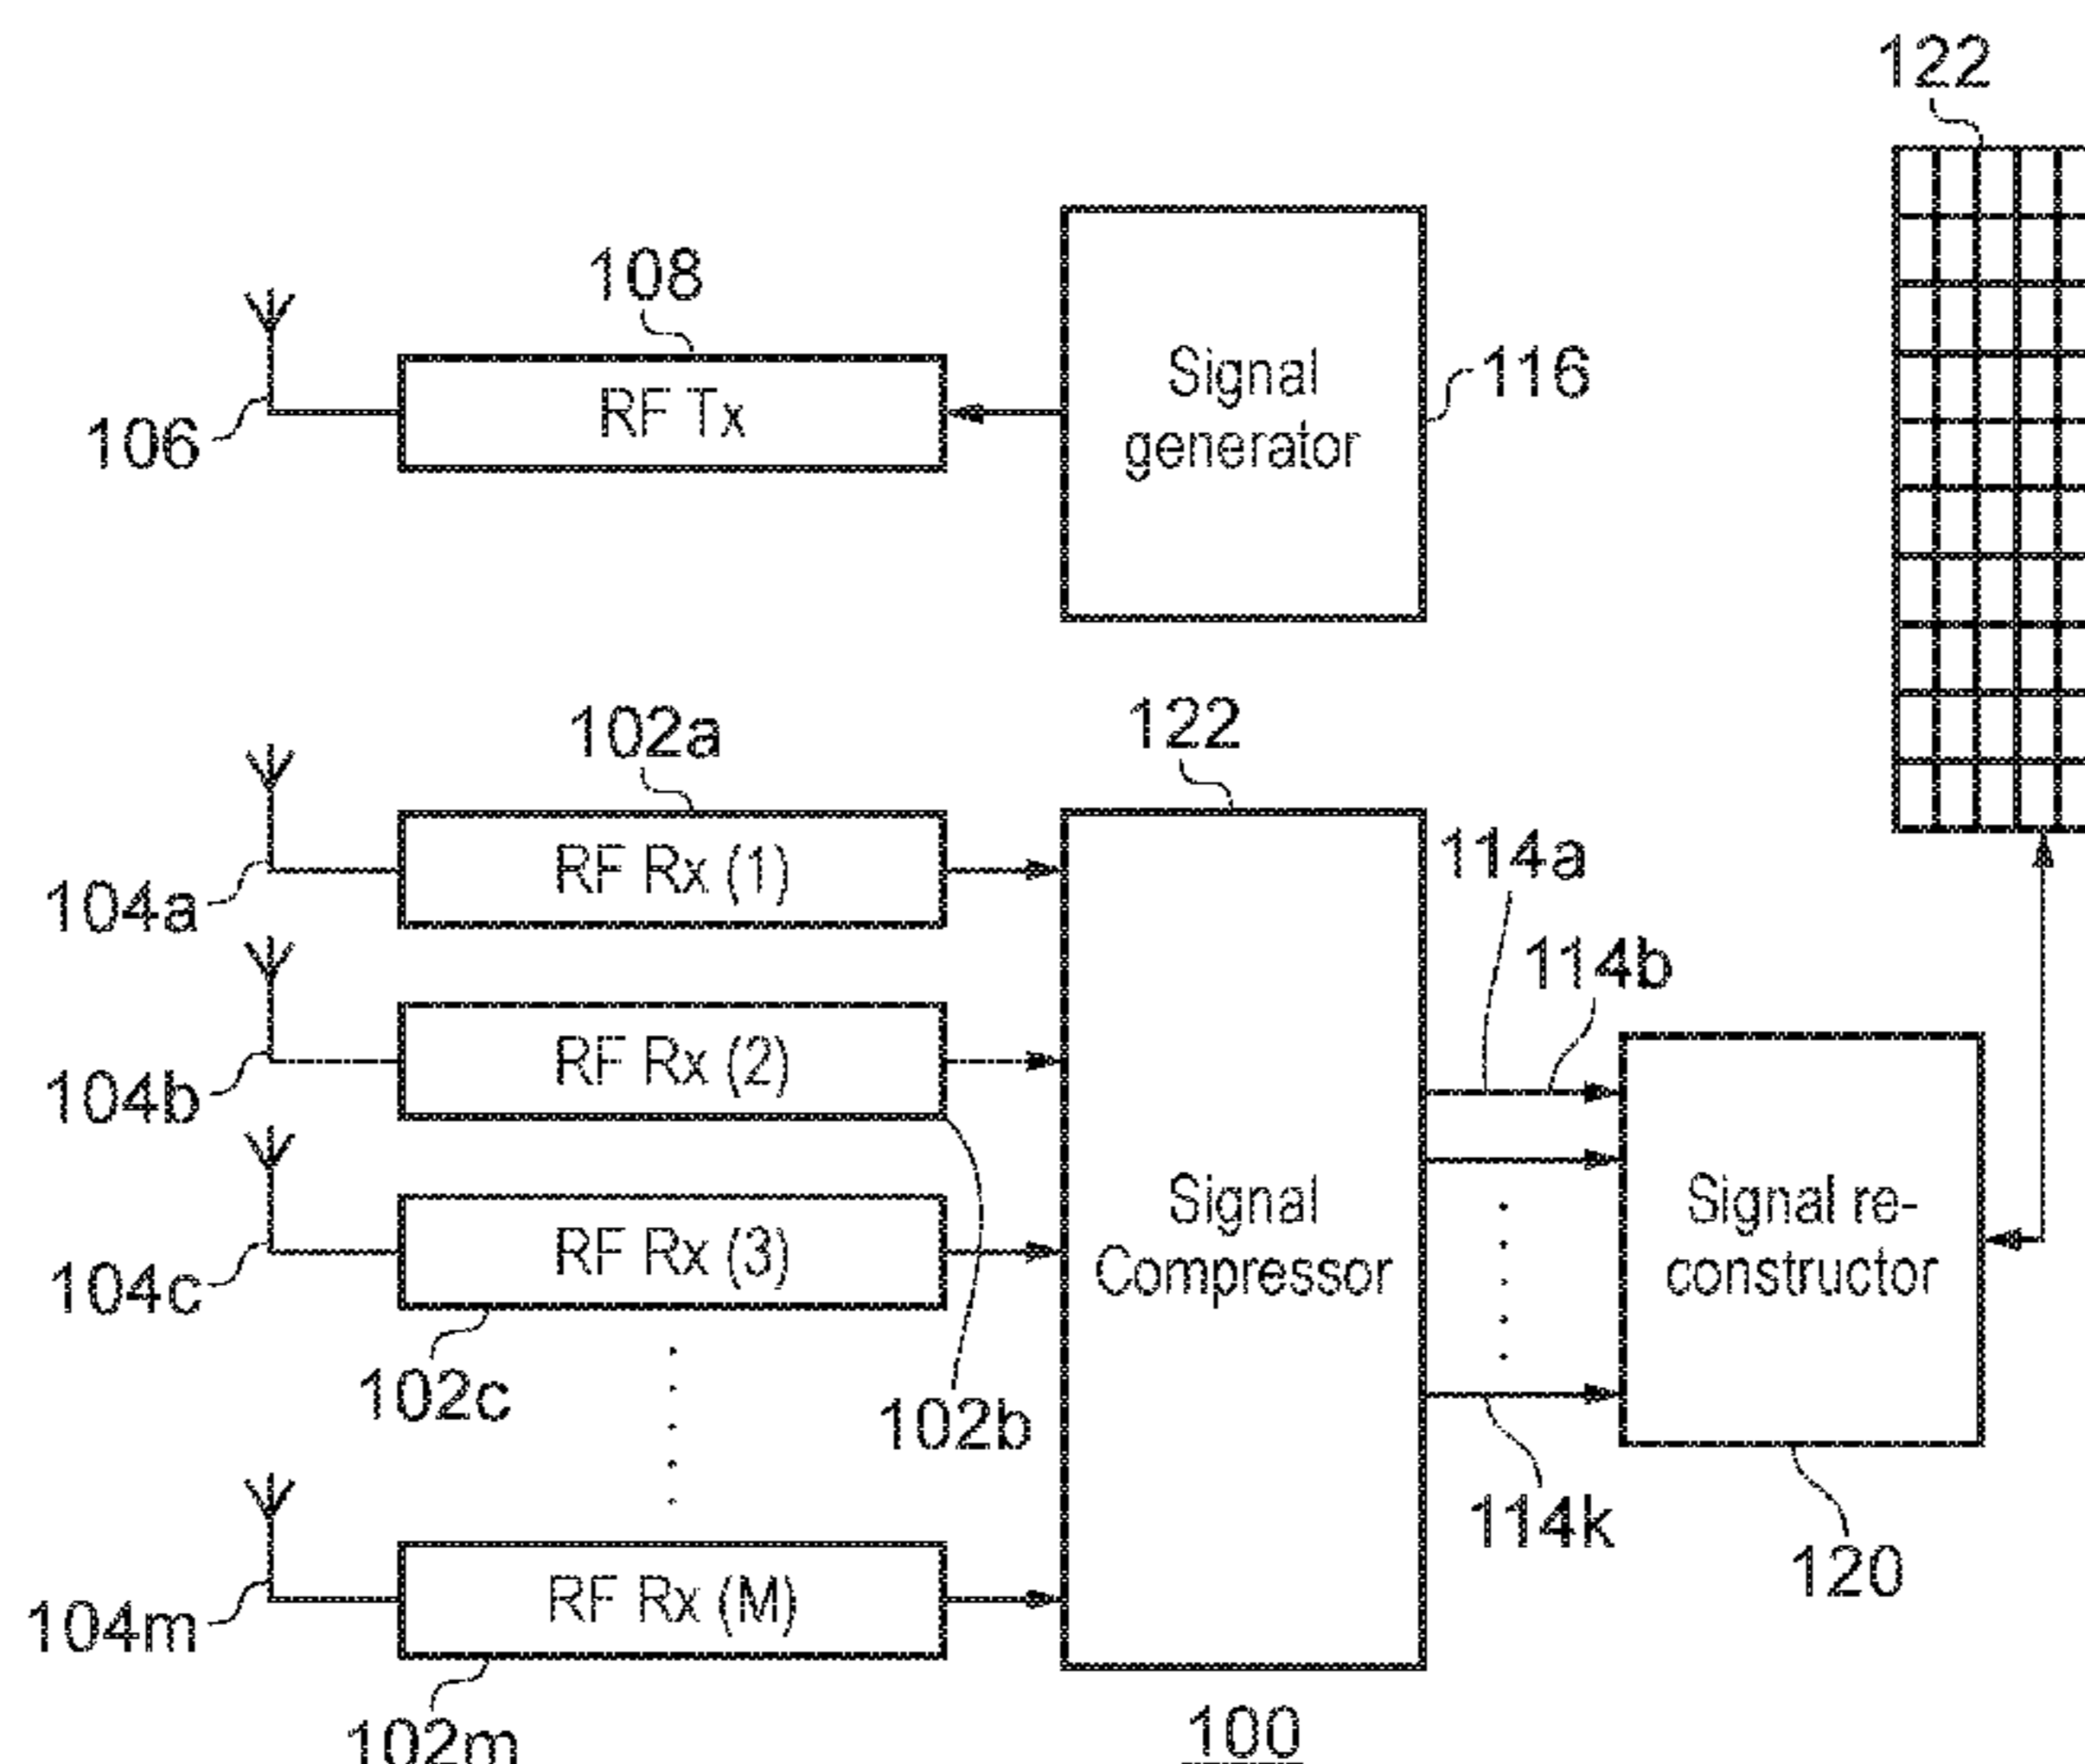 122
108
RF Tx
106
Signal
generator
116
102a
122
RF Rx (1)
104a
114a
114b
RF Rx (2)
104b
RF Rx (3)
104c
102c
102b
Signal
Compressor
Signal re-
constructor
114k
120
RF Rx (M)
104m
102m
100